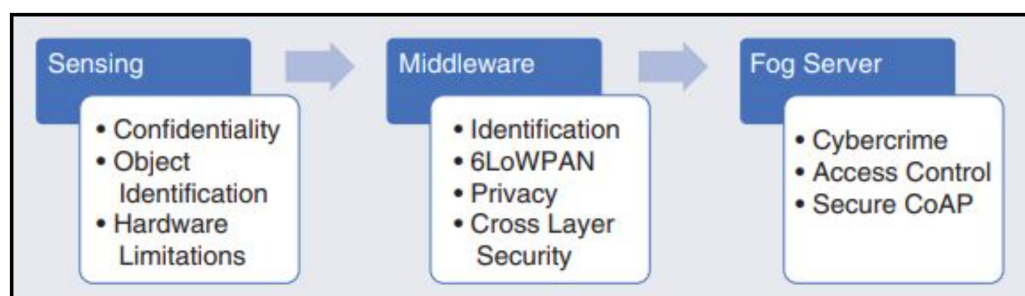 Sensing
• Confidentiality
• Object
Identification
• Hardware
Limitations
Middleware
• Identification
• 6LoWPAN
• Privacy
• Cross Layer
Security
Fog Server
• Cybercrime
• Access Control
• Secure CoAP